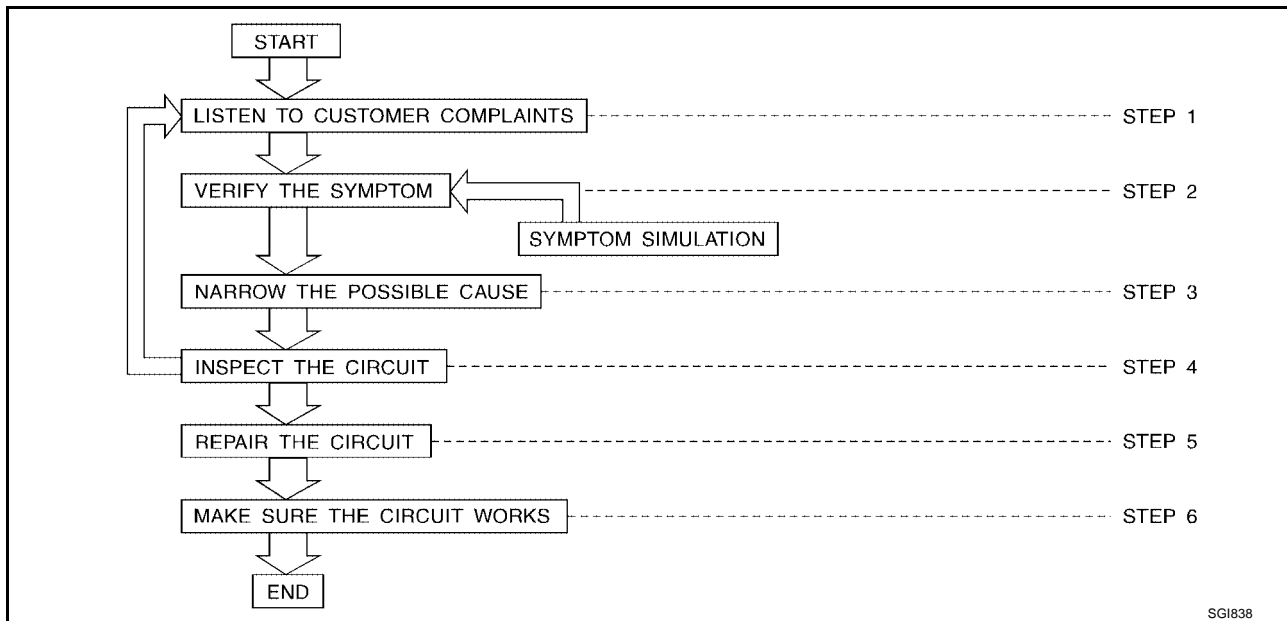 START
LISTEN TO CUSTOMER COMPLAINTS
STEP 1
VERIFY THE SYMPTOM
STEP 2
SYMPTOM SIMULATION
NARROW THE POSSIBLE CAUSE
STEP 3
INSPECT THE CIRCUIT
STEP 4
REPAIR THE CIRCUIT
STEP 5
MAKE SURE THE CIRCUIT WORKS
STEP 6
END
SGI838